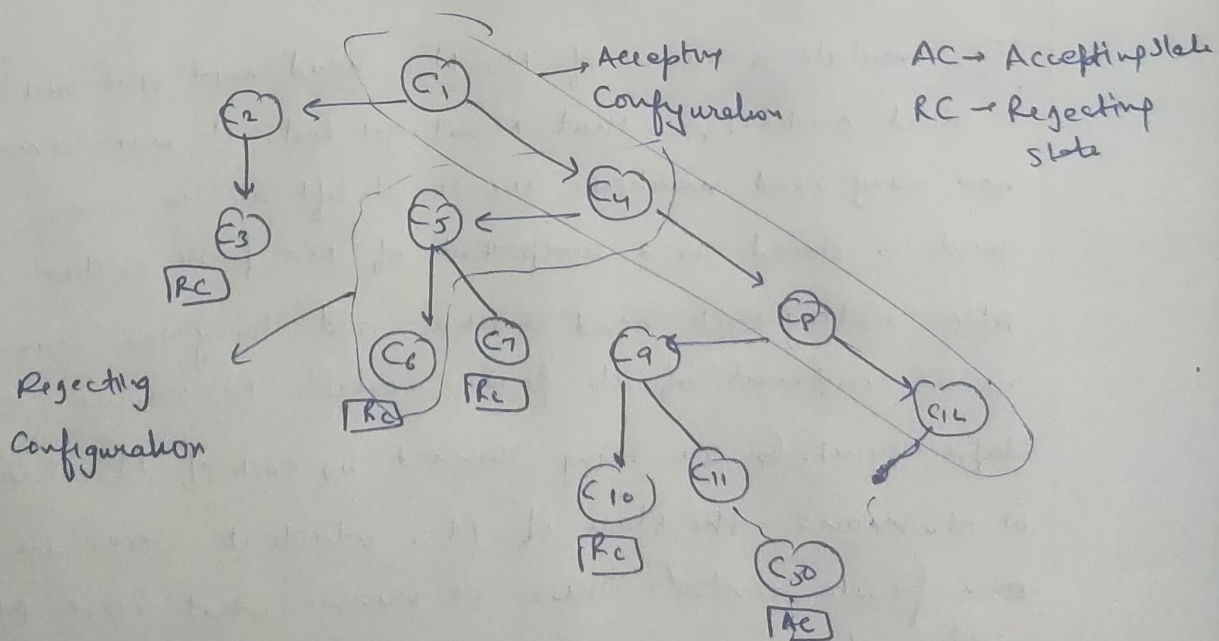 Accepting
Configuration
AC → Accepting state
RC → Rejecting
state
C1
C2
C3
RC
C4
C5
C6
RC
C7
RC
C8
C9
C10
RC
C11
C30
AC
C12
Rejecting
Configuration